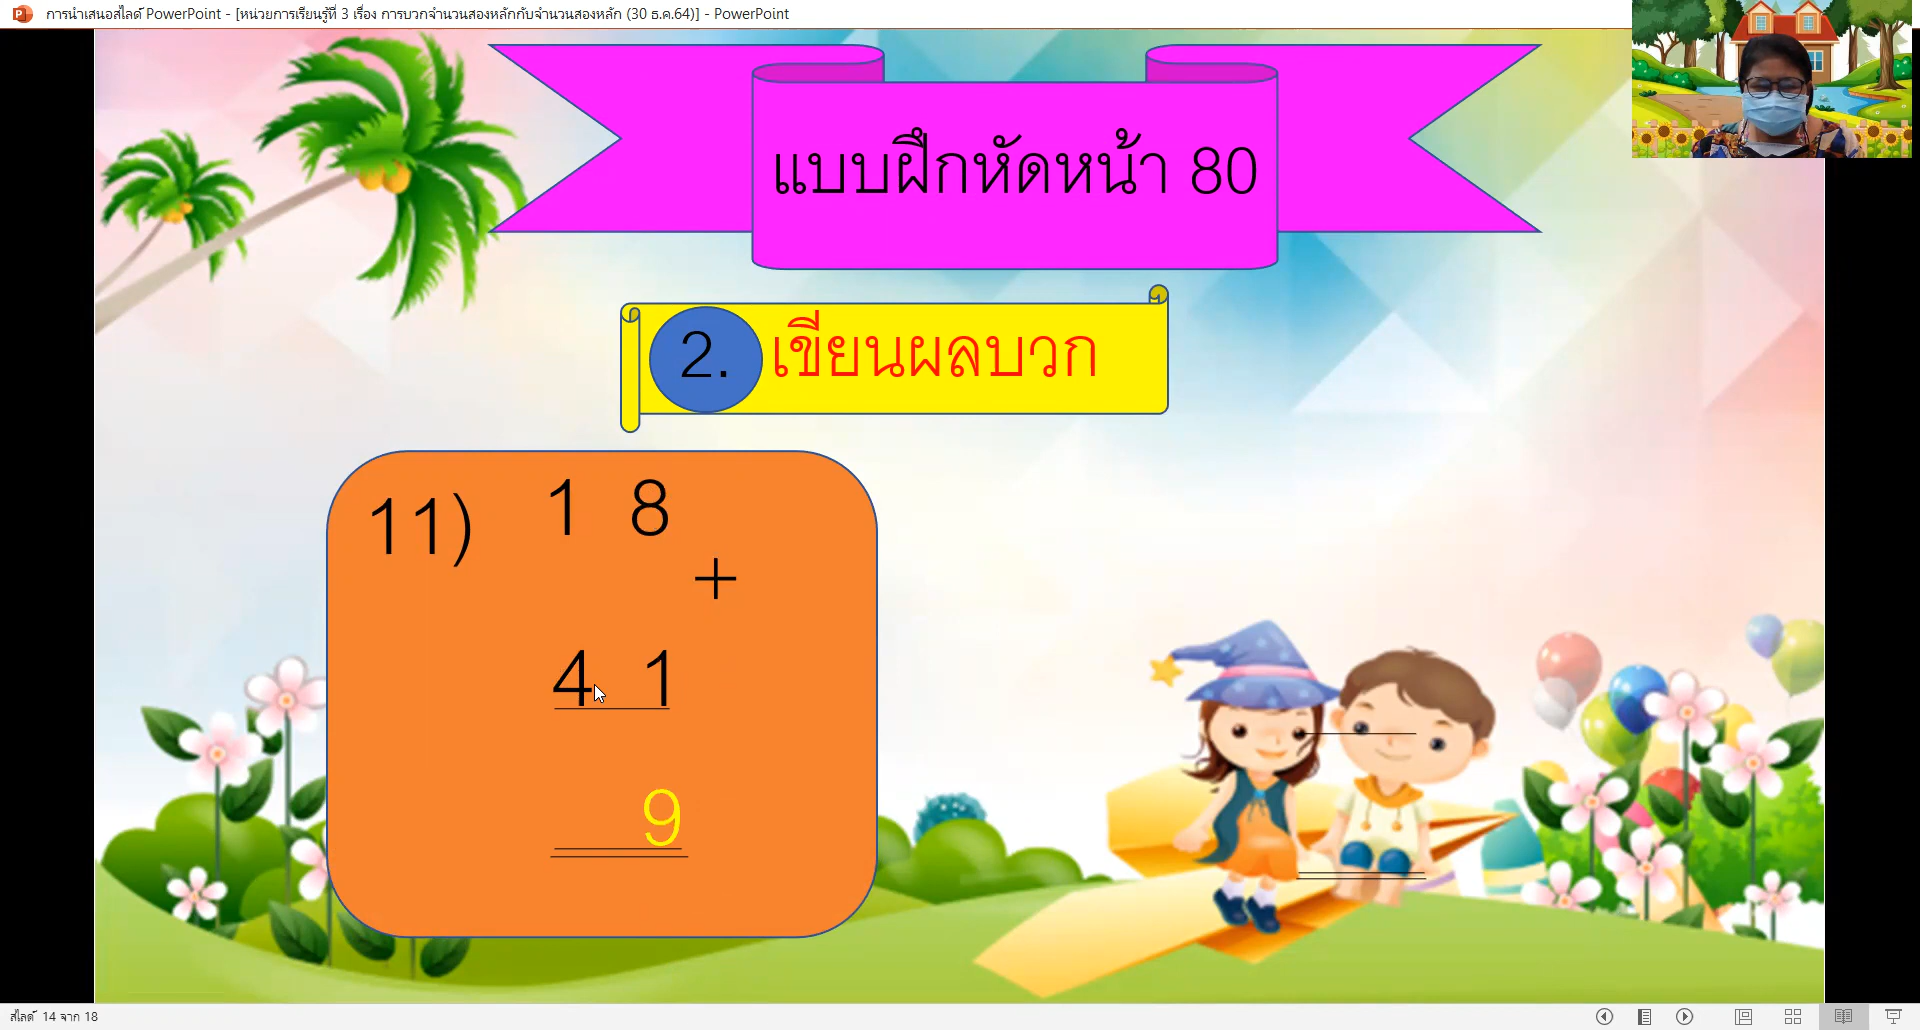 การนำเสนอสไลด์ PowerPoint - [หน่วยการเรียนรู้ที่ 3 เรื่อง การบวกจำนวนสองหลักกับจำนวนสองหลัก (30 ธ.ค.64)] - PowerPoint
แบบฝึกหัดหน้า 80
2. เขียนผลบวก
11) 1 8
+
4 1
9
สไลด์ 14 จาก 18